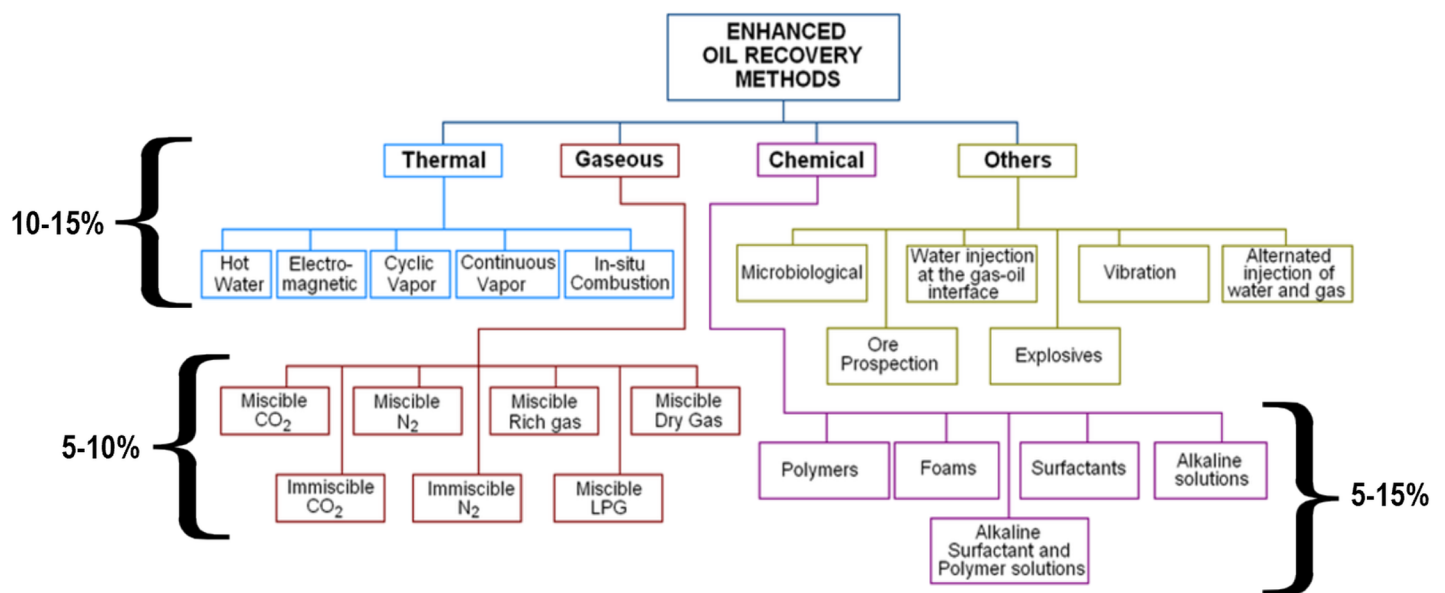 ENHANCED
OIL RECOVERY
METHODS
Thermal
Gaseous
Chemical
Others
10-15%
Hot
Water
Electro-
magnetic
Cyclic
Vapor
Continuous
Vapor
In-situ
Combustion
Microbiological
Water injection
at the gas-oil
interface
Vibration
Alternated
injection of
water and gas
Ore
Prospection
Explosives
5-10%
Miscible
CO2
Miscible
N2
Miscible
Rich gas
Miscible
Dry Gas
Immiscible
CO2
Immiscible
N2
Miscible
LPG
Polymers
Foams
Surfactants
Alkaline
solutions
Alkaline
Surfactant and
Polymer solutions
5-15%